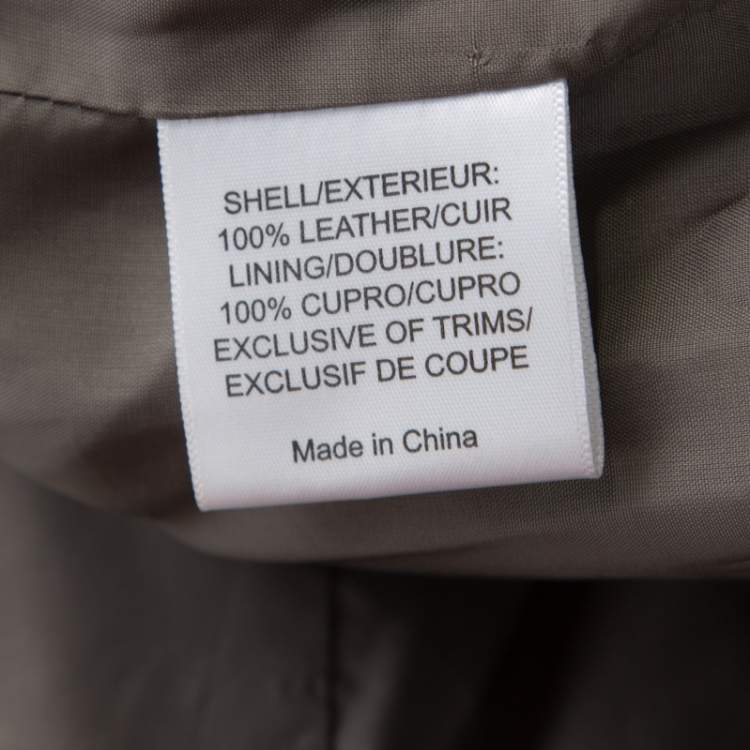 SHELL/EXTERIEUR:
100% LEATHER/CUIR
LINING/DOUBLURE:
100% CUPRO/CUPRO
EXCLUSIVE OF TRIMS/
EXCLUSIF DE COUPE
Made in China